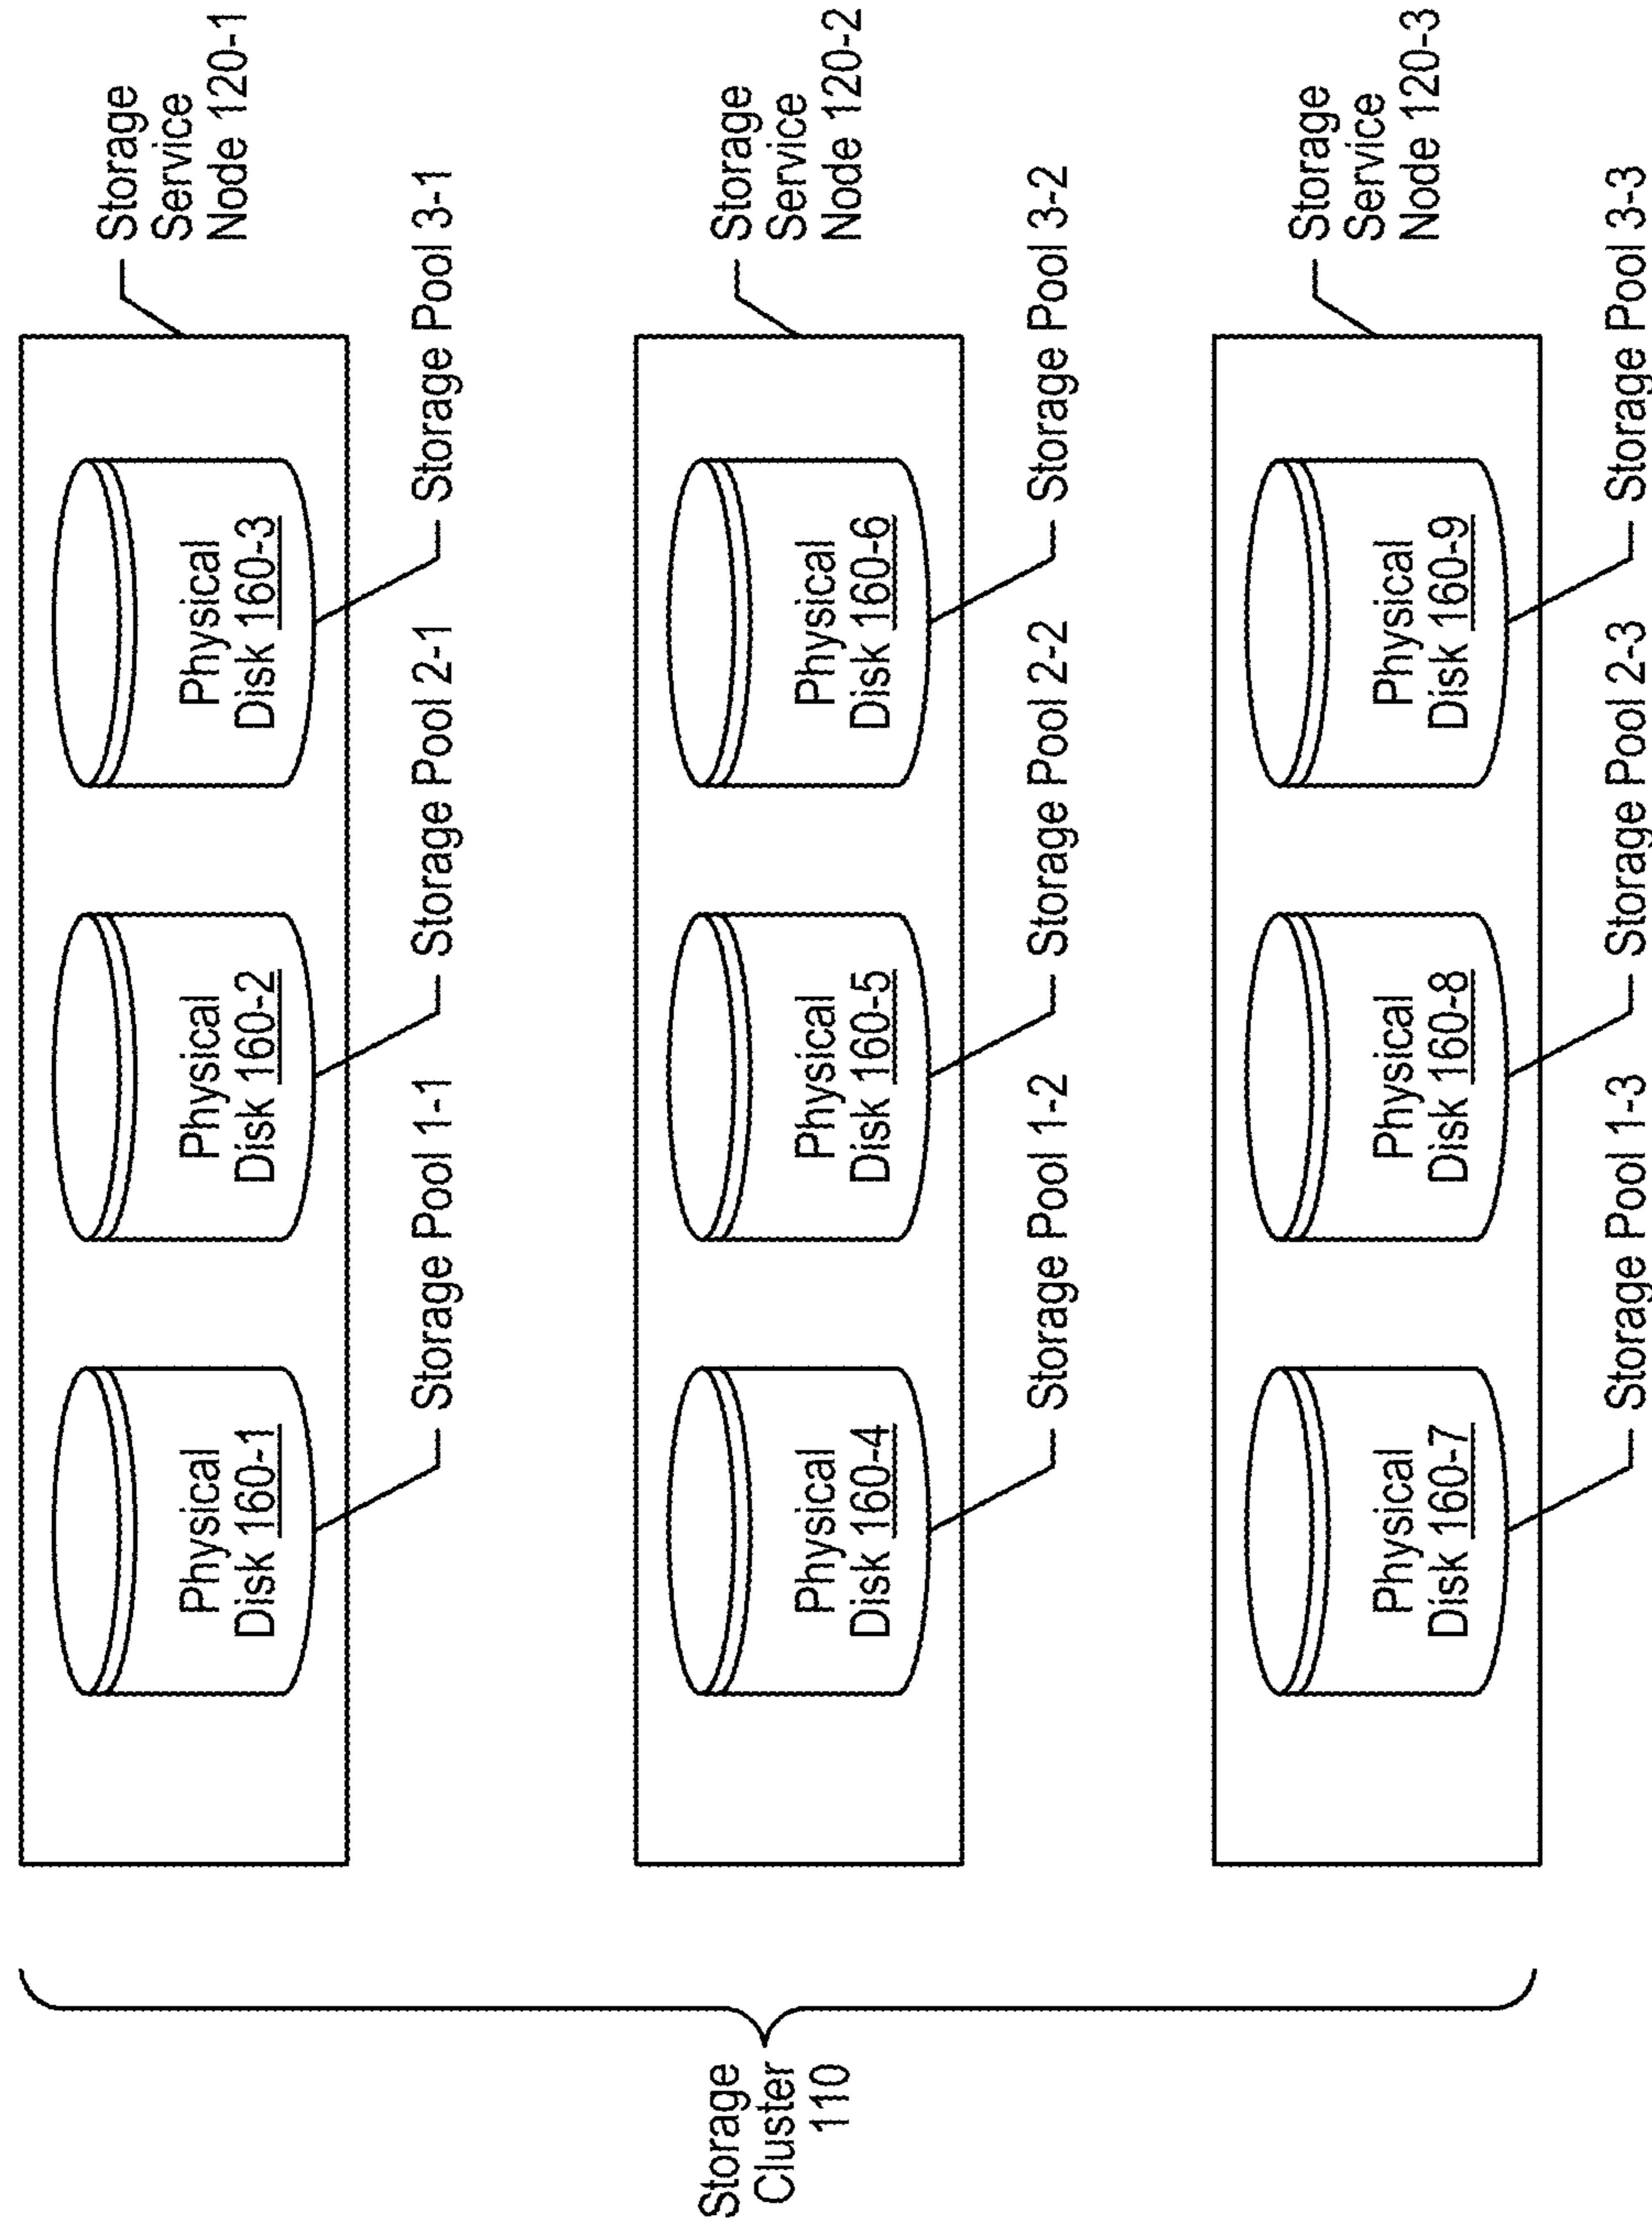 Storage
Cluster
110
Physical
Disk 160-1
Physical
Disk 160-2
Physical
Disk 160-3
Storage
Service
Node 120-1
Storage Pool 1-1
Storage Pool 2-1
Storage Pool 3-1
Physical
Disk 160-4
Physical
Disk 160-5
Physical
Disk 160-6
Storage
Service
Node 120-2
Storage Pool 1-2
Storage Pool 2-2
Storage Pool 3-2
Physical
Disk 160-7
Physical
Disk 160-8
Physical
Disk 160-9
Storage
Service
Node 120-3
Storage Pool 1-3
Storage Pool 2-3
Storage Pool 3-3